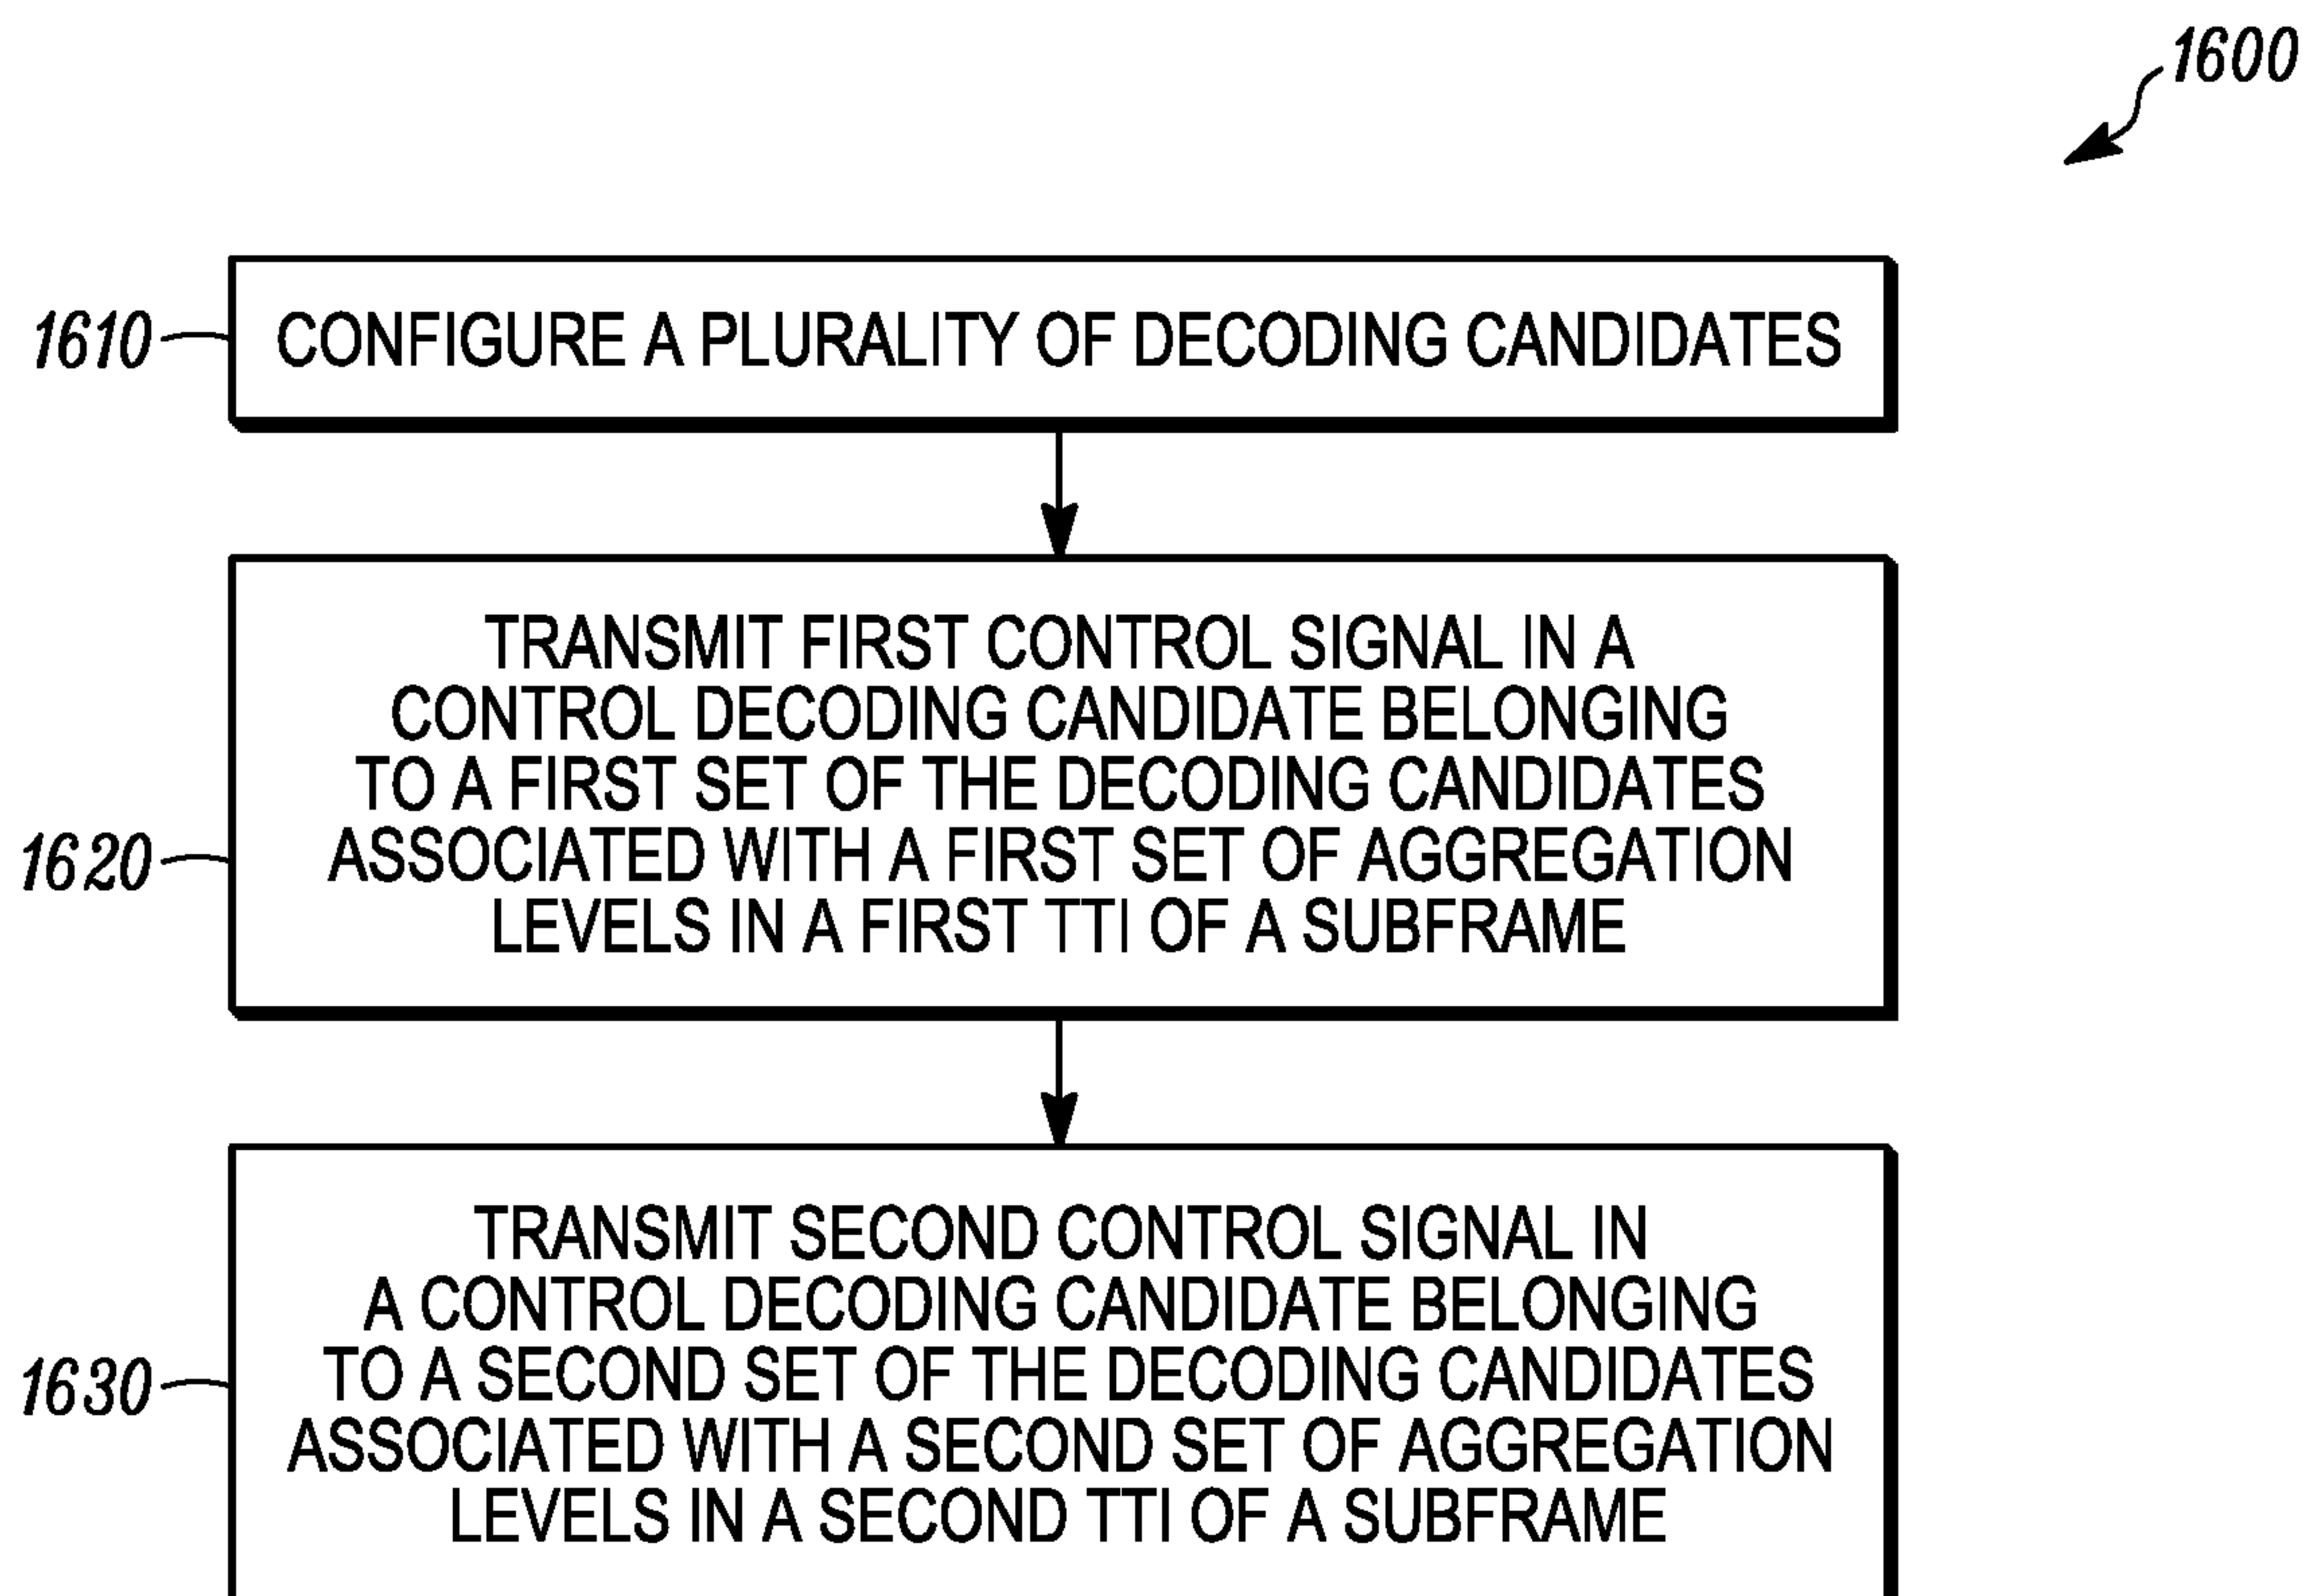 1600
1610
CONFIGURE A PLURALITY OF DECODING CANDIDATES
TRANSMIT FIRST CONTROL SIGNAL IN A
CONTROL DECODING CANDIDATE BELONGING
TO A FIRST SET OF THE DECODING CANDIDATES
1620
ASSOCIATED WITH A FIRST SET OF AGGREGATION
LEVELS IN A FIRST TTI OF A SUBFRAME
TRANSMIT SECOND CONTROL SIGNAL IN
A CONTROL DECODING CANDIDATE BELONGING
1630
TO A SECOND SET OF THE DECODING CANDIDATES
ASSOCIATED WITH A SECOND SET OF AGGREGATION
LEVELS IN A SECOND TTI OF A SUBFRAME